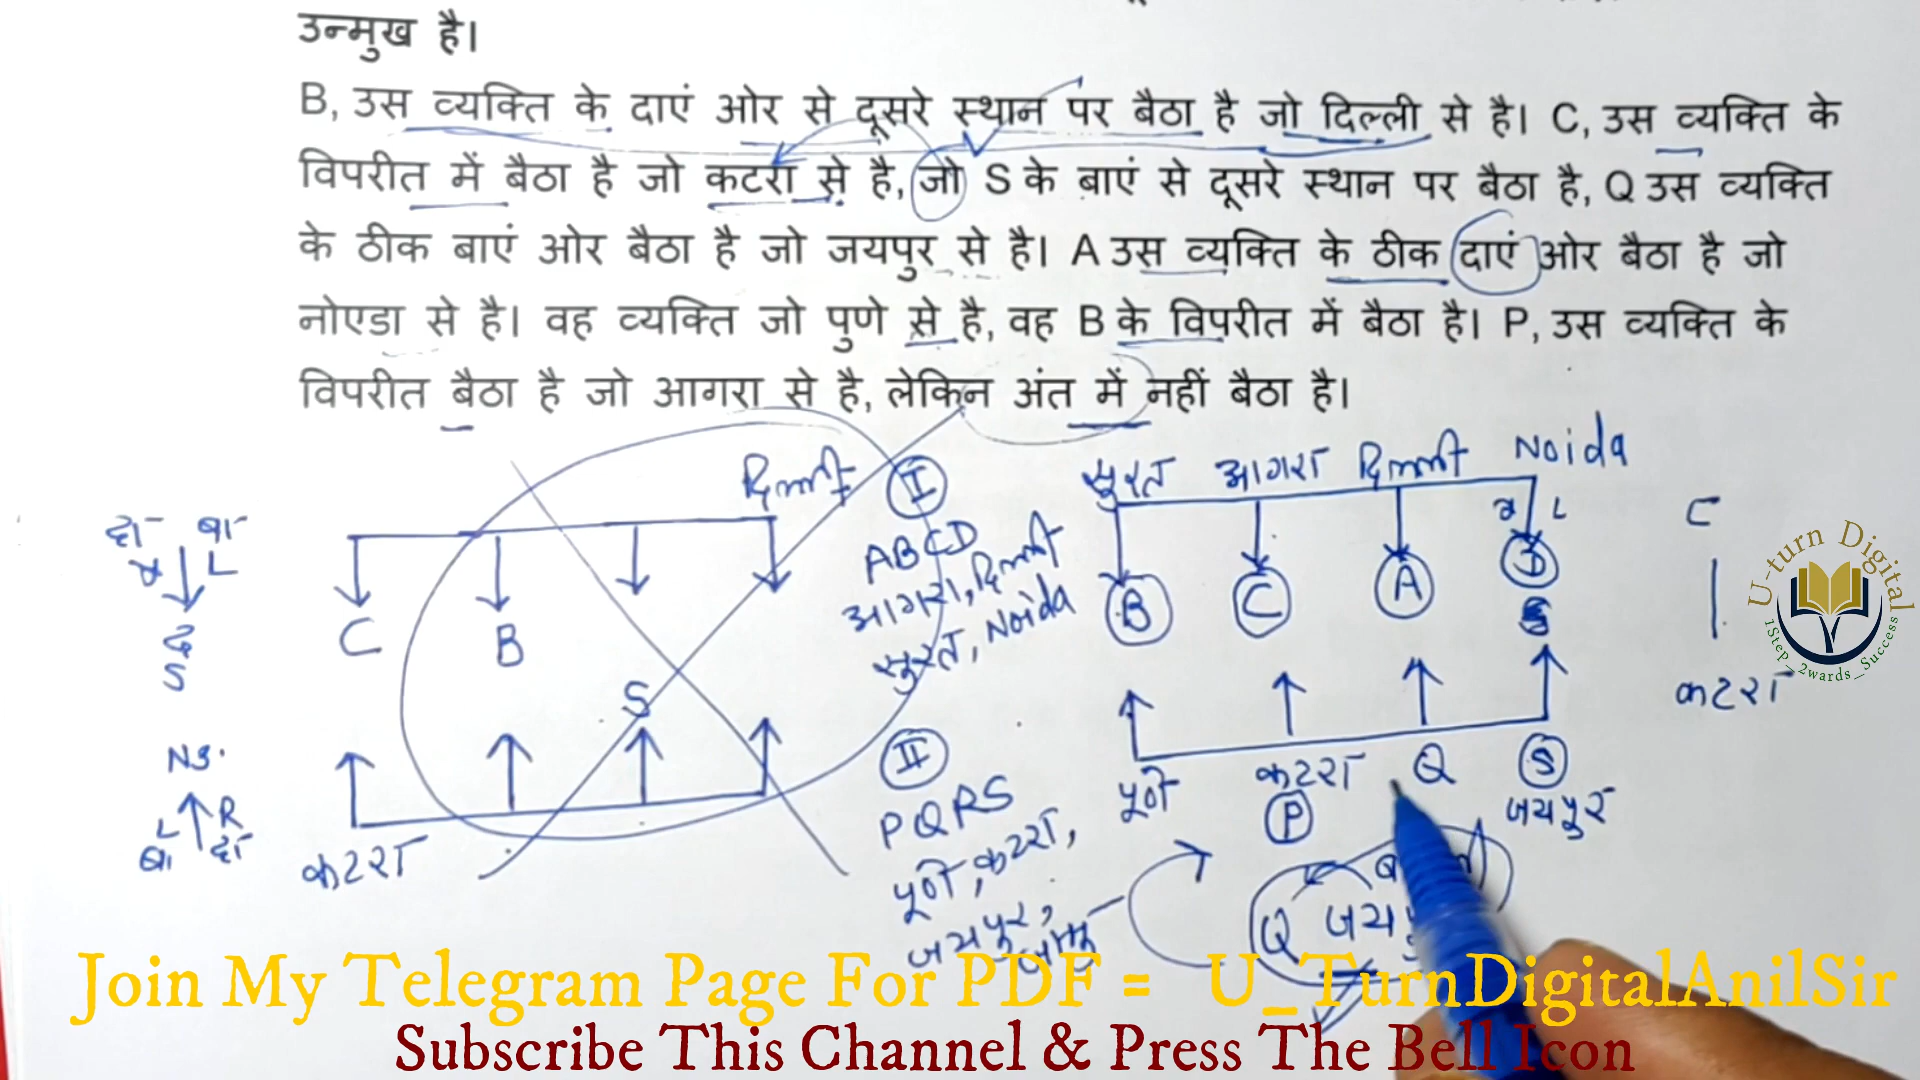 उन्मुख है।
B, उस व्यक्ति के दाएं ओर से दूसरे स्थान पर बैठा है जो दिल्ली से है। C, उस व्यक्ति के
विपरीत में बैठा है जो कटरा से है, जो S के बाएं से दूसरे स्थान पर बैठा है, Q उस व्यक्ति
के ठीक बाएं ओर बैठा है जो जयपुर से है। A उस व्यक्ति के ठीक दाएं ओर बैठा है जो
नोएडा से है। वह व्यक्ति जो पुणे से है, वह B के विपरीत में बैठा है। P, उस व्यक्ति के
विपरीत बैठा है जो आगरा से है, लेकिन अंत में नहीं बैठा है।
दिल्ली
I
सूरत आगरा दिल्ली Noida
दा बा
L
द
S
C B
ABCD
आगरा, दिल्ली
सूरत, Noida
B C A D
L
C
कटरा
S
NS.
L R
बा दा
कटरा
II
PQRS
पूणे, कटरा,
जयपुर,
जम्मू
पूणे कटरा Q S
P जयपुर
Q
U-turn Digital
1Step_2wards_Success
Join My Telegram Page For PDF = U_TurnDigitalAnilSir
Subscribe This Channel & Press The Bell Icon